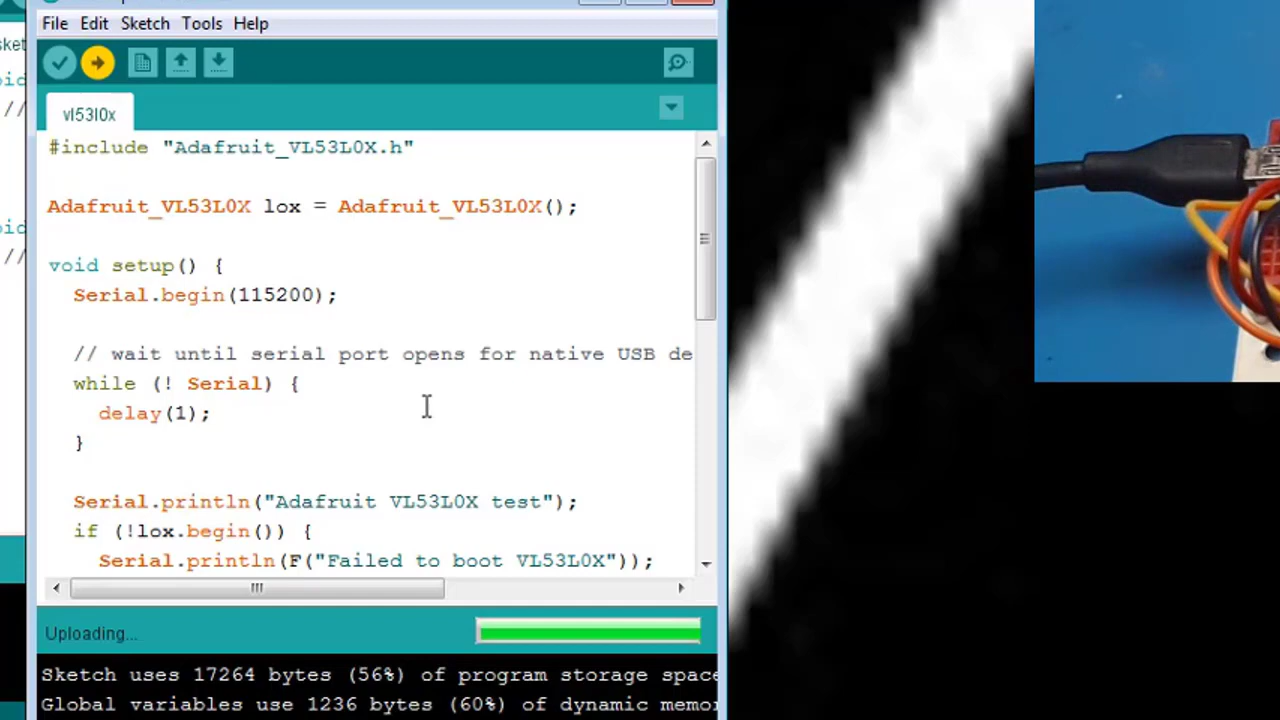 File Edit Sketch Tools Help
vl53l0x
#include "Adafruit_VL53L0X.h"
Adafruit_VL53L0X lox = Adafruit_VL53L0X();
void setup() {
Serial.begin(115200);
// wait until serial port opens for native USB de
while (! Serial) {
delay(1);
}
Serial.println("Adafruit VL53L0X test");
if (!lox.begin()) {
Serial.println(F("Failed to boot VL53L0X"));
Uploading...
Sketch uses 17264 bytes (56%) of program storage space
Global variables use 1236 bytes (60%) of dynamic memor
sket
oid
//
oid
//